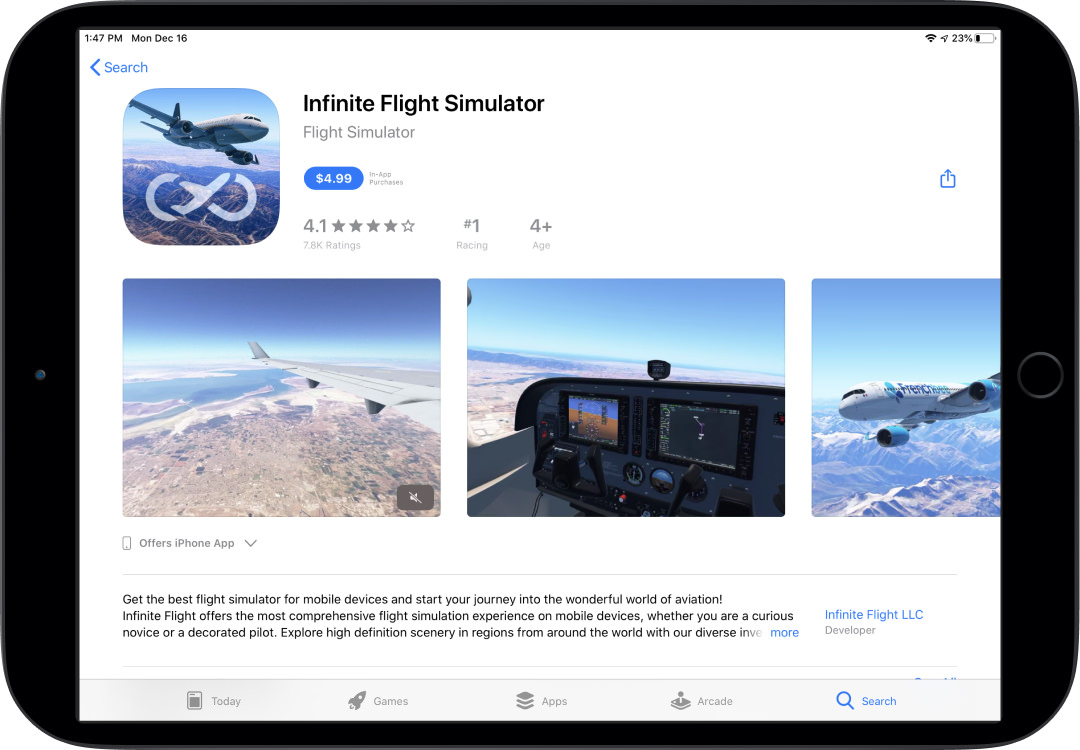 1:47 PM Mon Dec 16
23%
Search
Infinite Flight Simulator
Flight Simulator
$4.99
In-App
Purchases
4.1
#1
4+
7.8K Ratings
Racing
Age
Frenchbee
Offers iPhone App
Get the best flight simulator for mobile devices and start your journey into the wonderful world of aviation!
Infinite Flight offers the most comprehensive flight simulation experience on mobile devices, whether you are a curious
novice or a decorated pilot. Explore high definition scenery in regions from around the world with our diverse inve more
Infinite Flight LLC
Developer
Today
Games
Apps
Arcade
Search